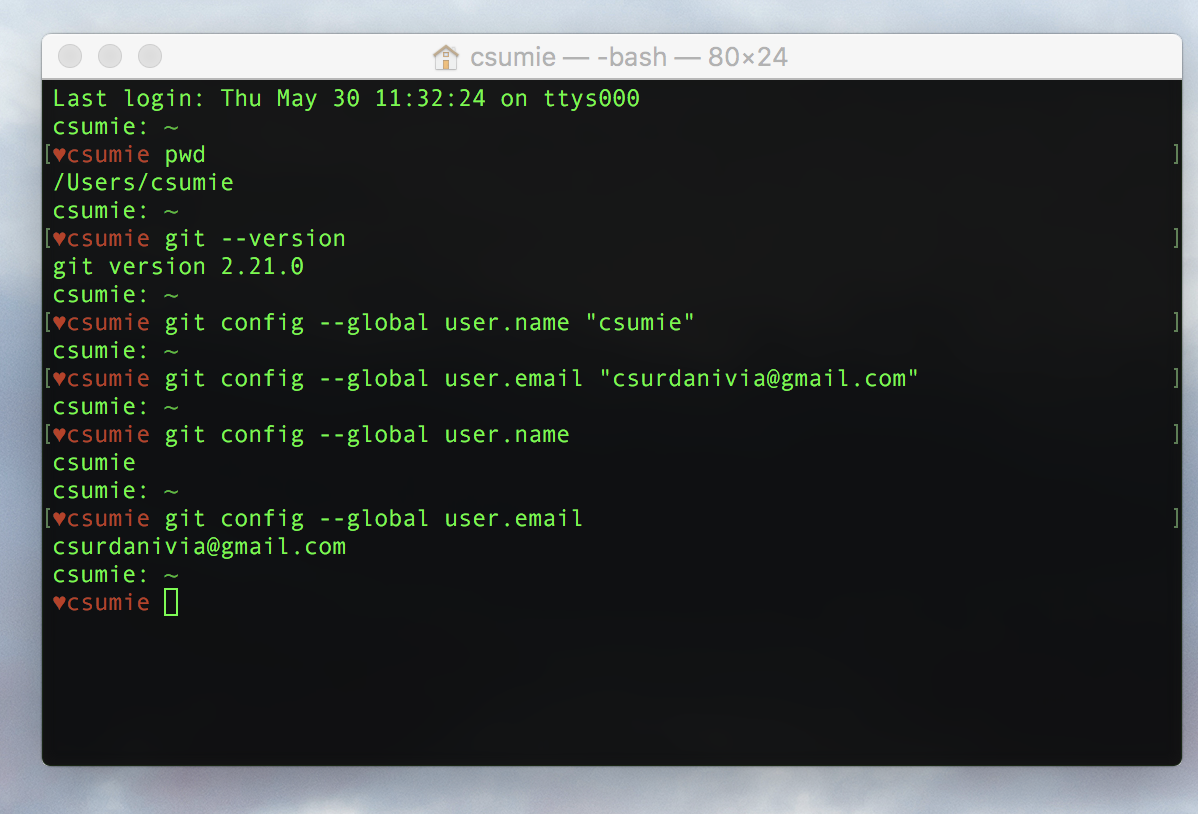 csumie — -bash — 80×24
Last login: Thu May 30 11:32:24 on ttys000
csumie: ~
[♥csumie pwd ]
/Users/csumie
csumie: ~
[♥csumie git --version ]
git version 2.21.0
csumie: ~
[♥csumie git config --global user.name "csumie" ]
csumie: ~
[♥csumie git config --global user.email "csurdanivia@gmail.com" ]
csumie: ~
[♥csumie git config --global user.name ]
csumie
csumie: ~
[♥csumie git config --global user.email ]
csurdanivia@gmail.com
csumie: ~
♥csumie